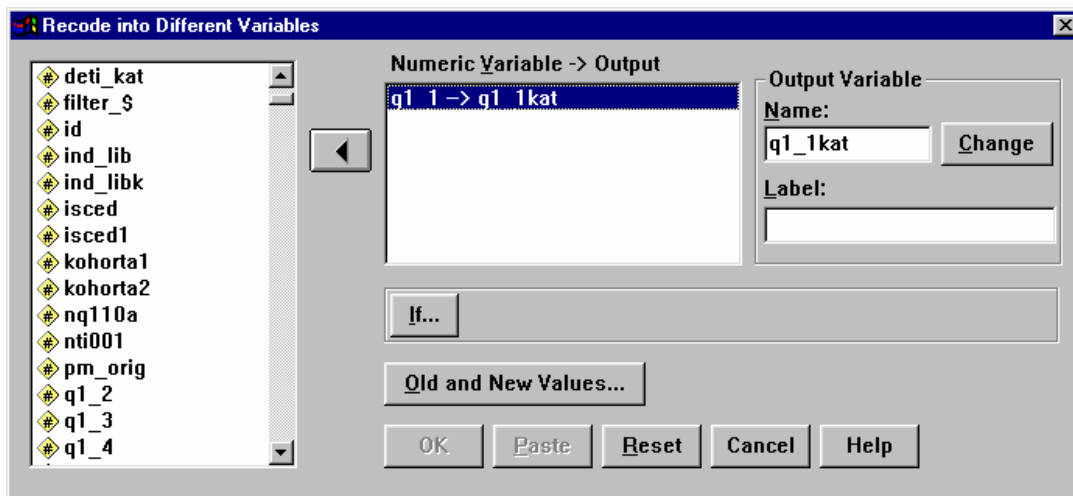 Recode into Different Variables
deti_kat
filter_$
id
ind_lib
ind_libk
isced
isced1
kohorta1
kohorta2
nq110a
nti001
pm_orig
q1_2
q1_3
q1_4
Numeric Variable -> Output
q1_1 -> q1_1kat
Output Variable
Name:
q1_1kat
Change
Label:
If...
Old and New Values...
OK
Paste
Reset
Cancel
Help